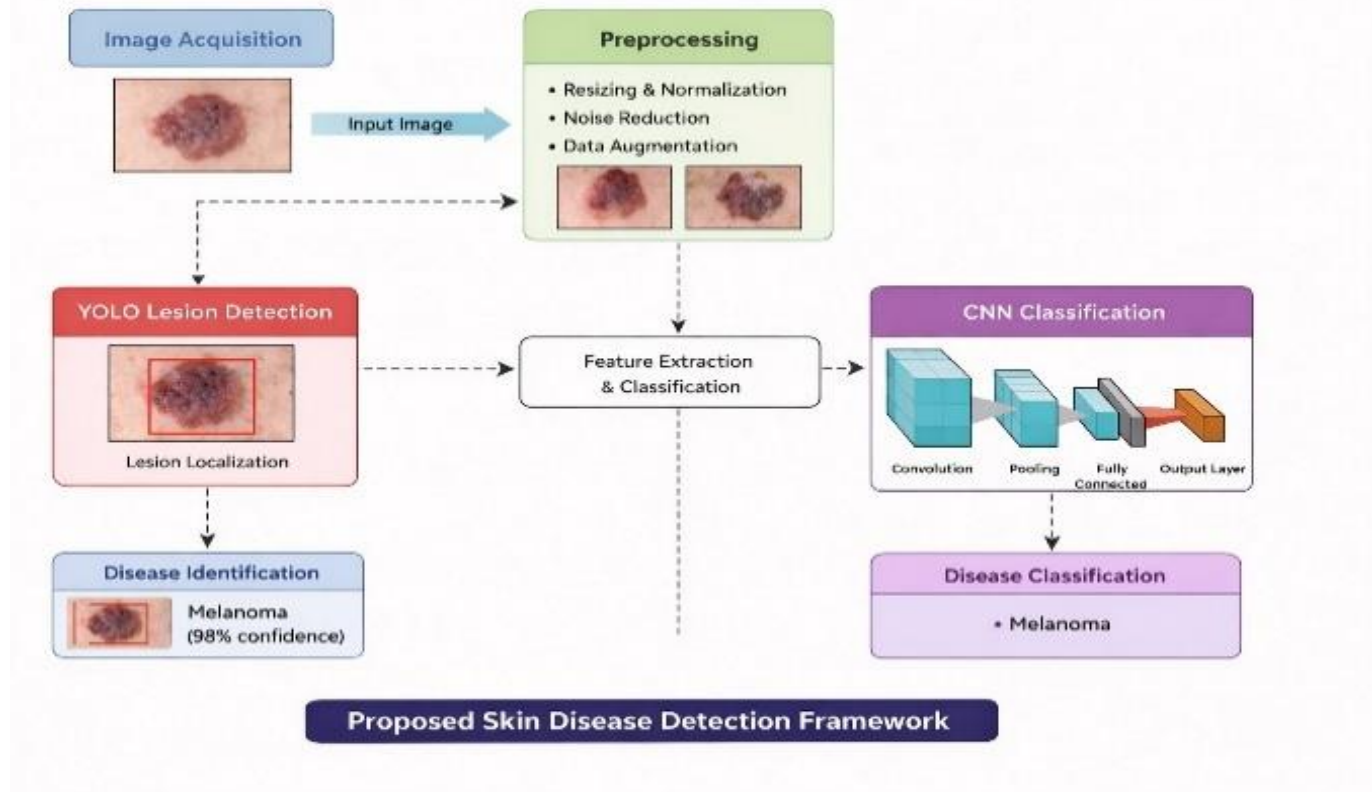 Image Acquisition
Input Image
Preprocessing
• Resizing & Normalization
• Noise Reduction
• Data Augmentation
YOLO Lesion Detection
Lesion Localization
Feature Extraction
& Classification
CNN Classification
Convolution
Pooling
Fully
Connected
Output Layer
Disease Identification
Melanoma
(98% confidence)
Disease Classification
• Melanoma
Proposed Skin Disease Detection Framework